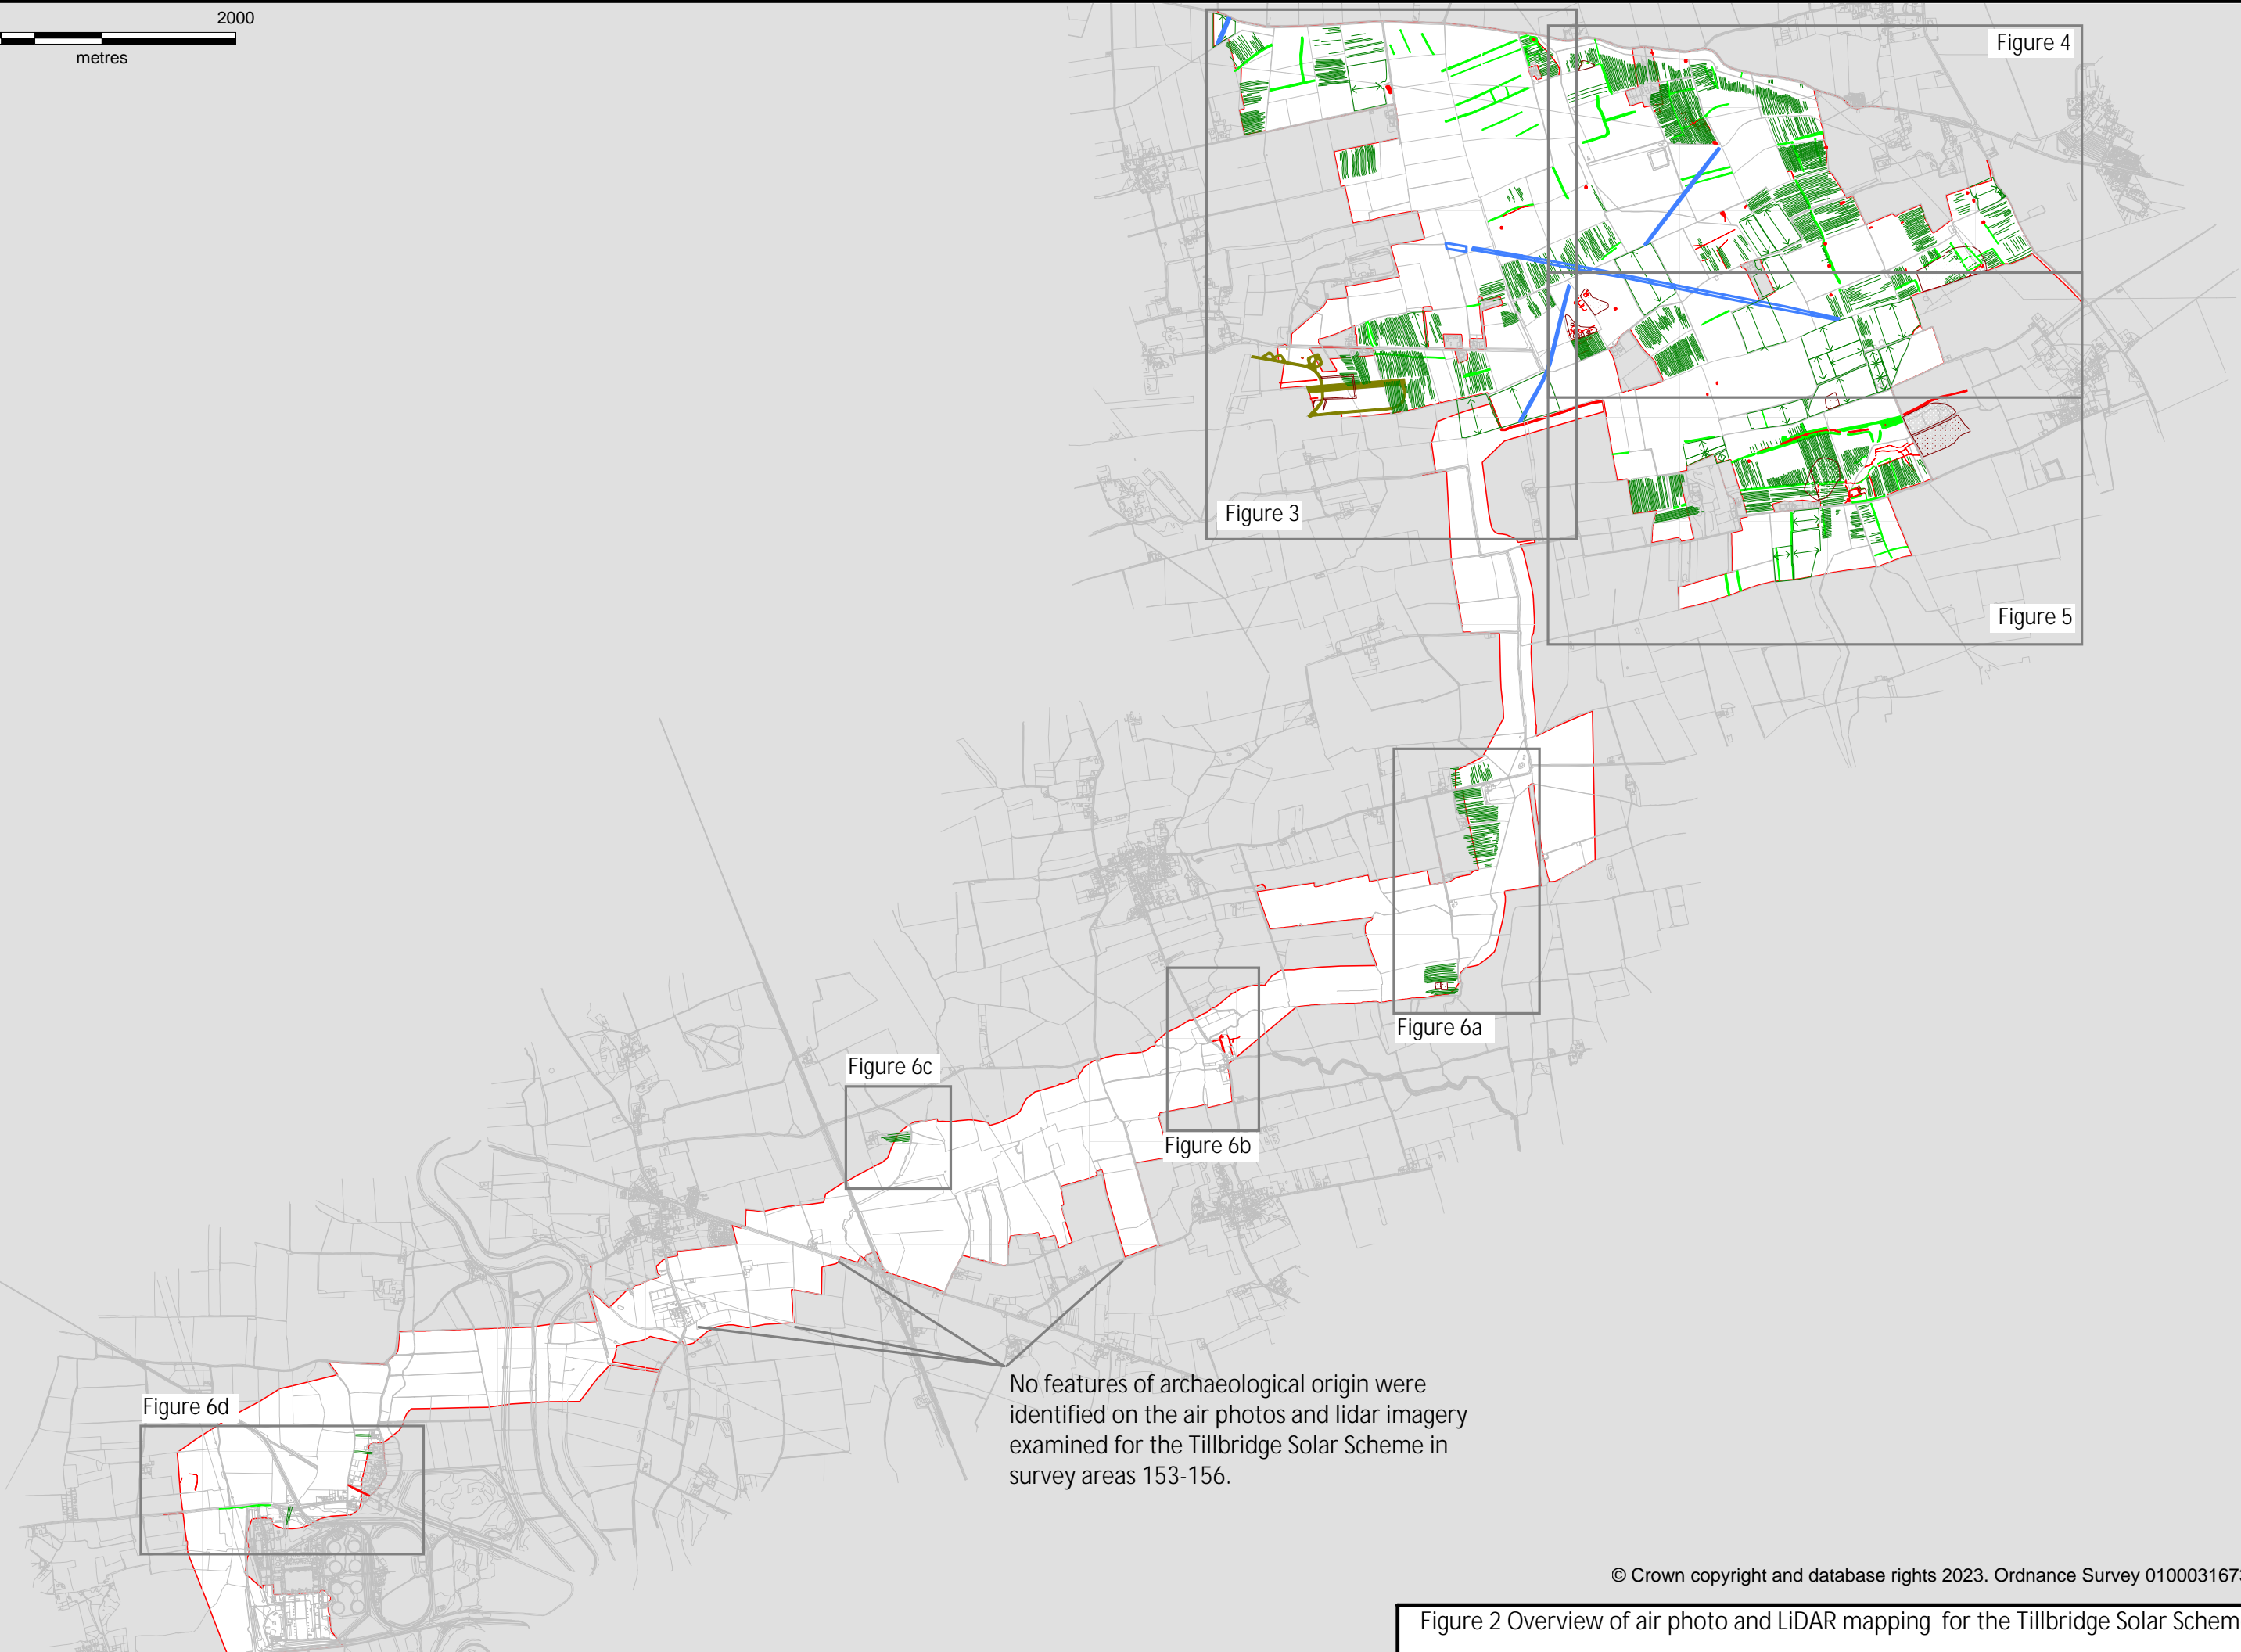 2000
metres
Figure 4
Figure 3
Figure 5
Figure 6a
Figure 6c
Figure 6b
No features of archaeological origin were
identified on the air photos and lidar imagery
examined for the Tillbridge Solar Scheme in
survey areas 153-156.
Figure 6d
© Crown copyright and database rights 2023. Ordnance Survey 010003167
Figure 2 Overview of air photo and LiDAR mapping for the Tillbridge Solar Schem